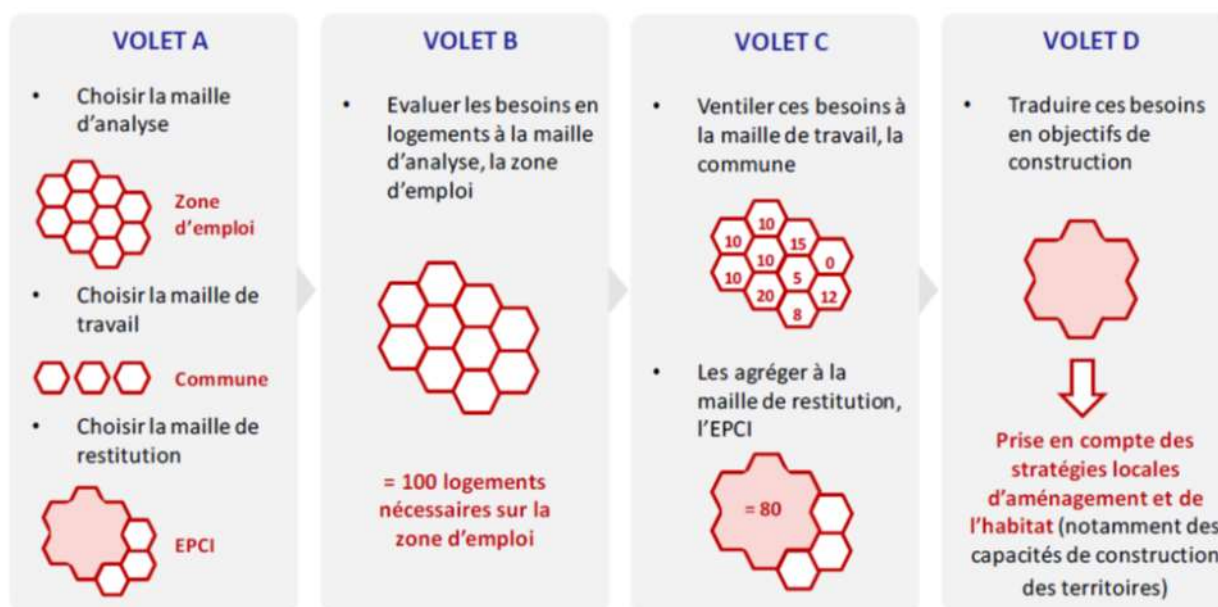 VOLET A
• Choisir la maille
d'analyse
Zone
d'emploi
• Choisir la maille de
travail
Commune
• Choisir la maille de
restitution
EPCI
VOLET B
• Evaluer les besoins en
logements à la maille
d'analyse, la zone
d'emploi
= 100 logements
nécessaires sur la
zone d'emploi
VOLET C
• Ventiler ces besoins à
la maille de travail, la
commune
10
10
15
10
0
10
5
20
12
8
• Les agréger à la
maille de restitution,
l'EPCI
= 80
VOLET D
• Traduire ces besoins
en objectifs de
construction
Prise en compte des
stratégies locales
d'aménagement et de
l'habitat (notamment des
capacités de construction
des territoires)